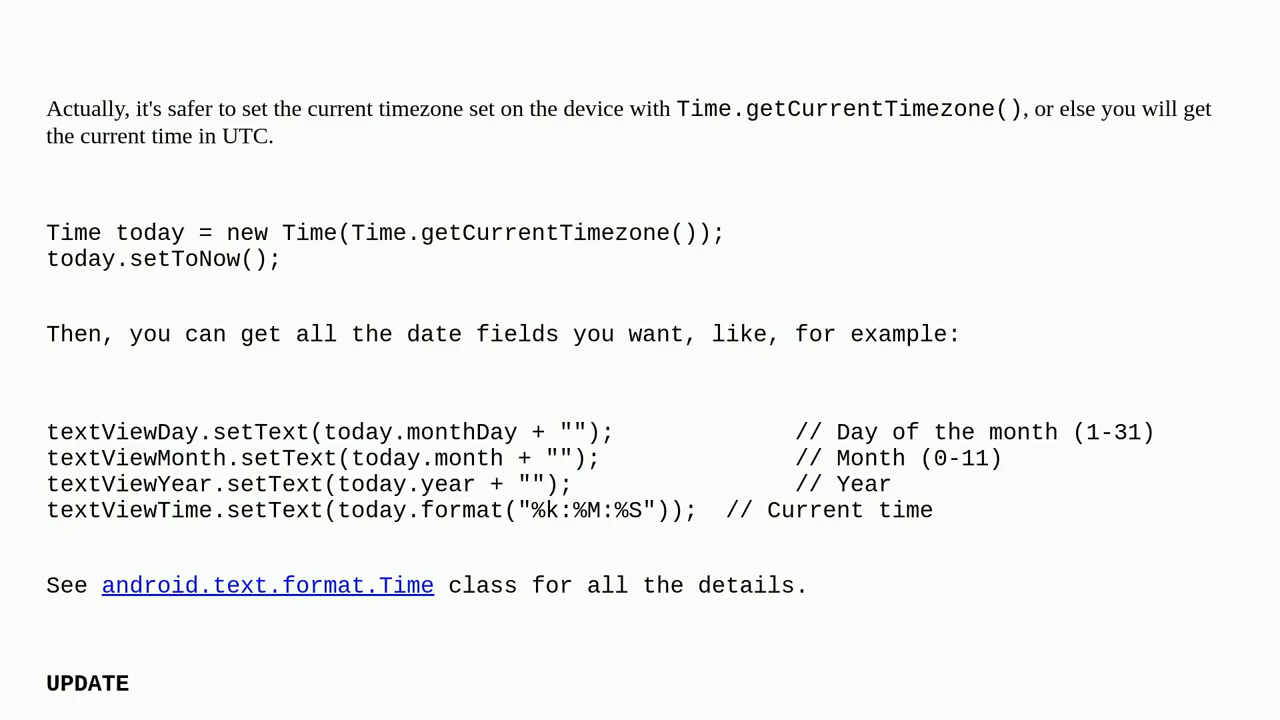 Actually, it's safer to set the current timezone set on the device with Time.getCurrentTimezone(), or else you will get
the current time in UTC.
Time today = new Time(Time.getCurrentTimezone());
today.setToNow();
Then, you can get all the date fields you want, like, for example:
textViewDay.setText(today.monthDay + "");             // Day of the month (1-31)
textViewMonth.setText(today.month + "");              // Month (0-11)
textViewYear.setText(today.year + "");                // Year
textViewTime.setText(today.format("%k:%M:%S"));  // Current time
See android.text.format.Time class for all the details.
UPDATE